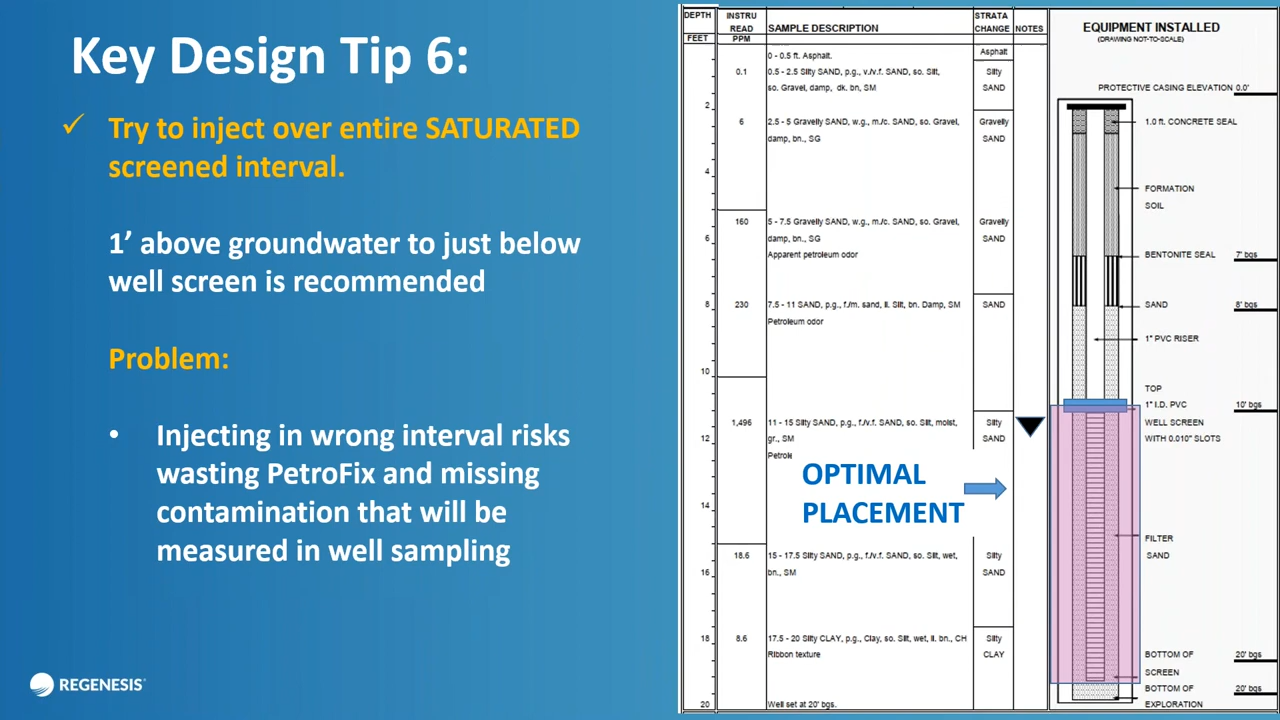 Key Design Tip 6:
✓ Try to inject over entire SATURATED
screened interval.
1’ above groundwater to just below
well screen is recommended
Problem:
• Injecting in wrong interval risks
wasting PetroFix and missing
contamination that will be
measured in well sampling
REGENESIS
DEPTH
FEET
INSTRU
READ
PPM
SAMPLE DESCRIPTION
STRATA
CHANGE
NOTES
EQUIPMENT INSTALLED
(DRAWING NOT-TO-SCALE)
0 - 0.5 ft. Asphalt.
Asphalt
0.1
0.5 - 2.5 Silty SAND, p.g., v./v.f. SAND, so. Silt,
so. Gravel, damp, dk. bn, SM
Silty
SAND
PROTECTIVE CASING ELEVATION 0.0'
2
6
2.5 - 5 Gravelly SAND, w.g., m./c. SAND, so. Gravel,
damp, bn., SG
Gravelly
SAND
1.0 ft. CONCRETE SEAL
4
FORMATION
SOIL
160
5 - 7.5 Gravelly SAND, w.g., m./c. SAND, so. Gravel,
damp, bn., SG
Apparent petroleum odor
Gravelly
SAND
6
BENTONITE SEAL 7' bgs
8
230
7.5 - 11 SAND, p.g., f./m. sand, ll. Silt, bn. Damp, SM
Petroleum odor
SAND
SAND 8' bgs
1" PVC RISER
10
TOP
1" I.D. PVC 10' bgs
WELL SCREEN
WITH 0.010" SLOTS
1,496
11 - 15 Silty SAND, p.g., f./v.f. SAND, so. Silt, moist,
gr., SM
Petrole
Silty
SAND
12
OPTIMAL
PLACEMENT
14
FILTER
SAND
18.6
15 - 17.5 Silty SAND, p.g., f./v.f. SAND, so. Silt, wet,
bn., SM
Silty
SAND
16
18
8.6
17.5 - 20 Silty CLAY, p.g., Clay, so. Silt, wet, ll. bn., CH
Ribbon texture
Silty
CLAY
BOTTOM OF 20' bgs
SCREEN
BOTTOM OF 20' bgs
EXPLORATION
20
Well set at 20' bgs.